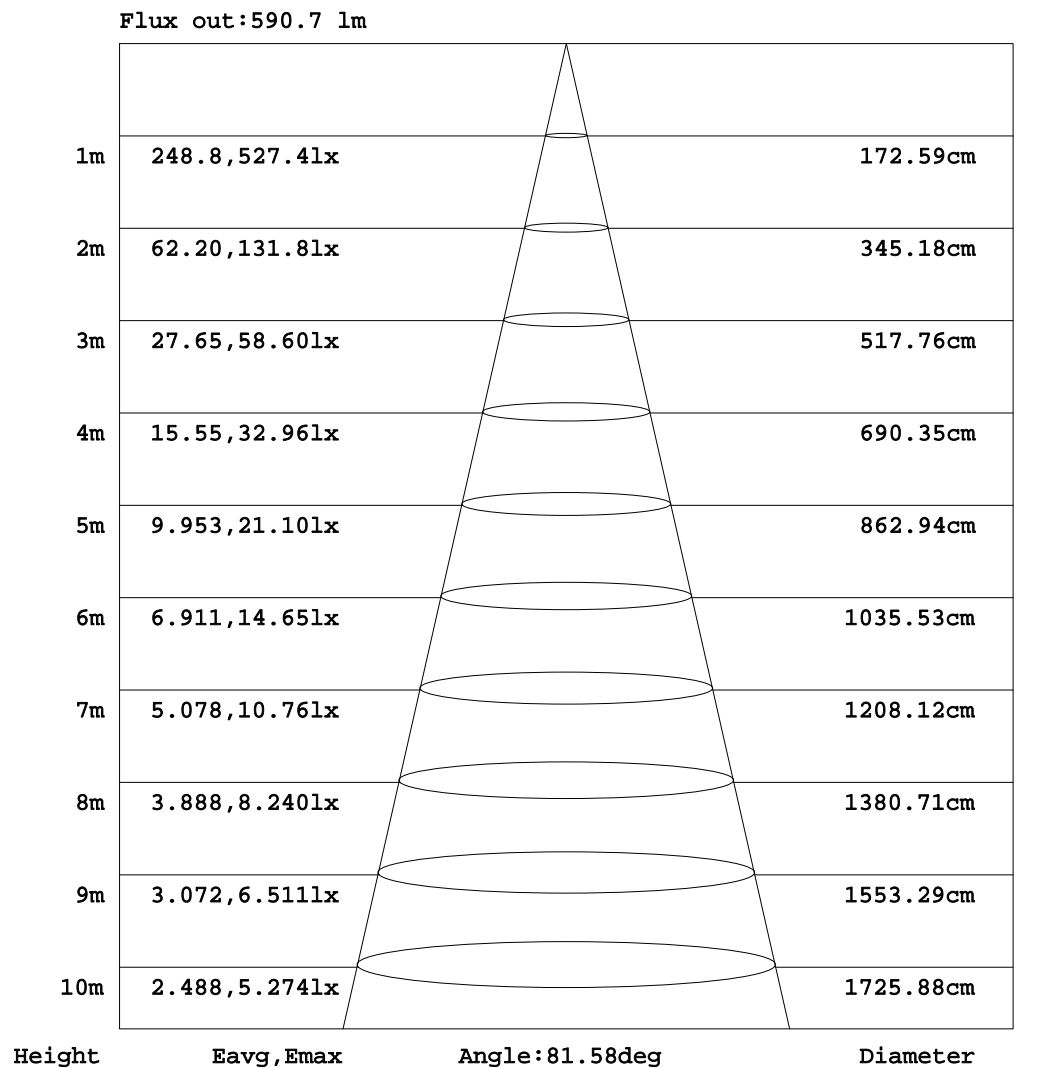 Flux out:590.7 lm
1m 248.8,527.4lx 172.59cm
2m 62.20,131.8lx 345.18cm
3m 27.65,58.60lx 517.76cm
4m 15.55,32.96lx 690.35cm
5m 9.953,21.10lx 862.94cm
6m 6.911,14.65lx 1035.53cm
7m 5.078,10.76lx 1208.12cm
8m 3.888,8.240lx 1380.71cm
9m 3.072,6.511lx 1553.29cm
10m 2.488,5.274lx 1725.88cm
Height Eavg,Emax Angle:81.58deg Diameter